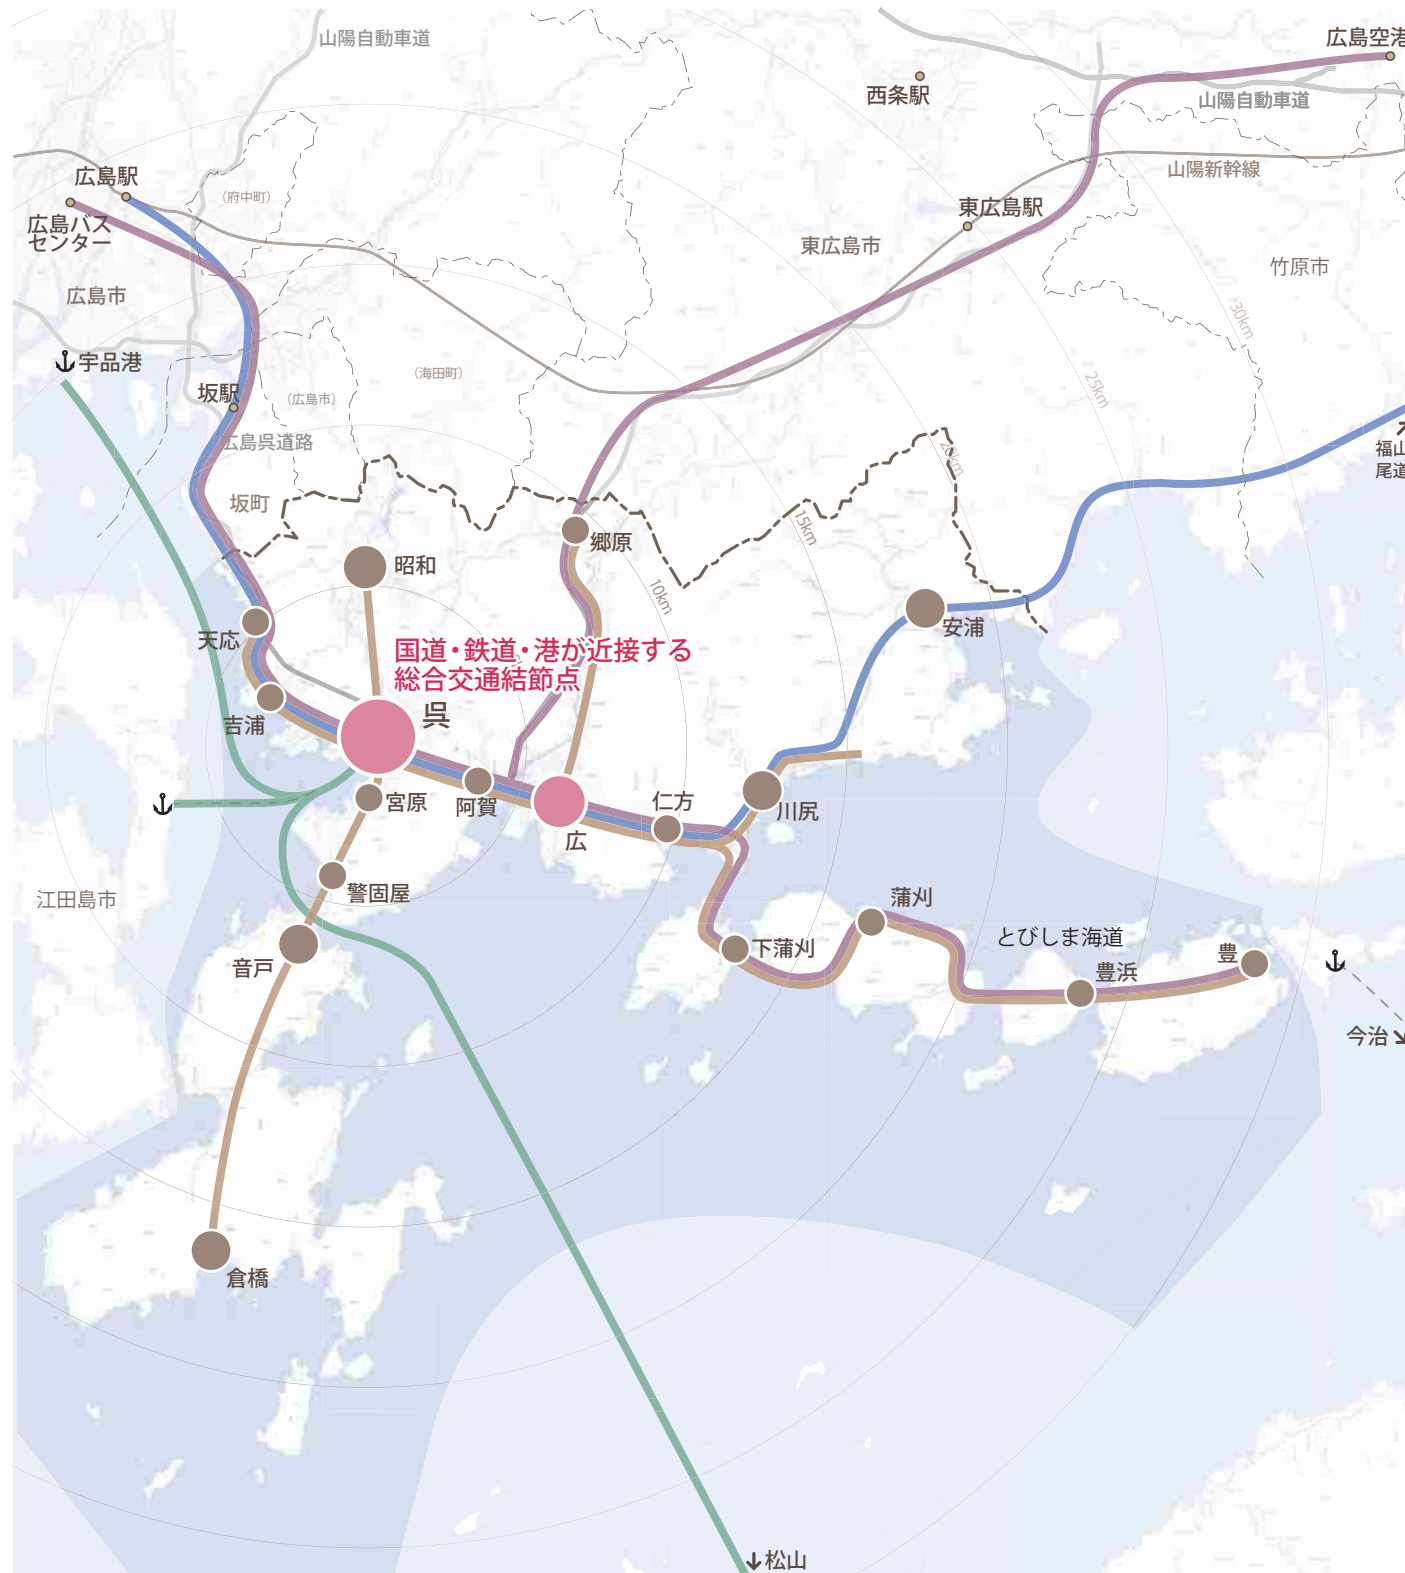 山陽自動車道
広島空港
西条駅
山陽自動車道
山陽新幹線
広島駅
(府中町)
広島バス
センター
東広島駅
東広島市
竹原市
広島市
30km
宇品港
坂駅
(広島市)
(海田町)
25km
広島呉道路
福山
尾道
20km
坂町
15km
郷原
昭和
10km
天応
安浦
国道・鉄道・港が近接する
総合交通結節点
吉浦
呉
宮原
阿賀
広
仁方
川尻
江田島市
警固屋
蒲刈
とびしま海道
音戸
下蒲刈
豊浜
豊
今治
倉橋
松山